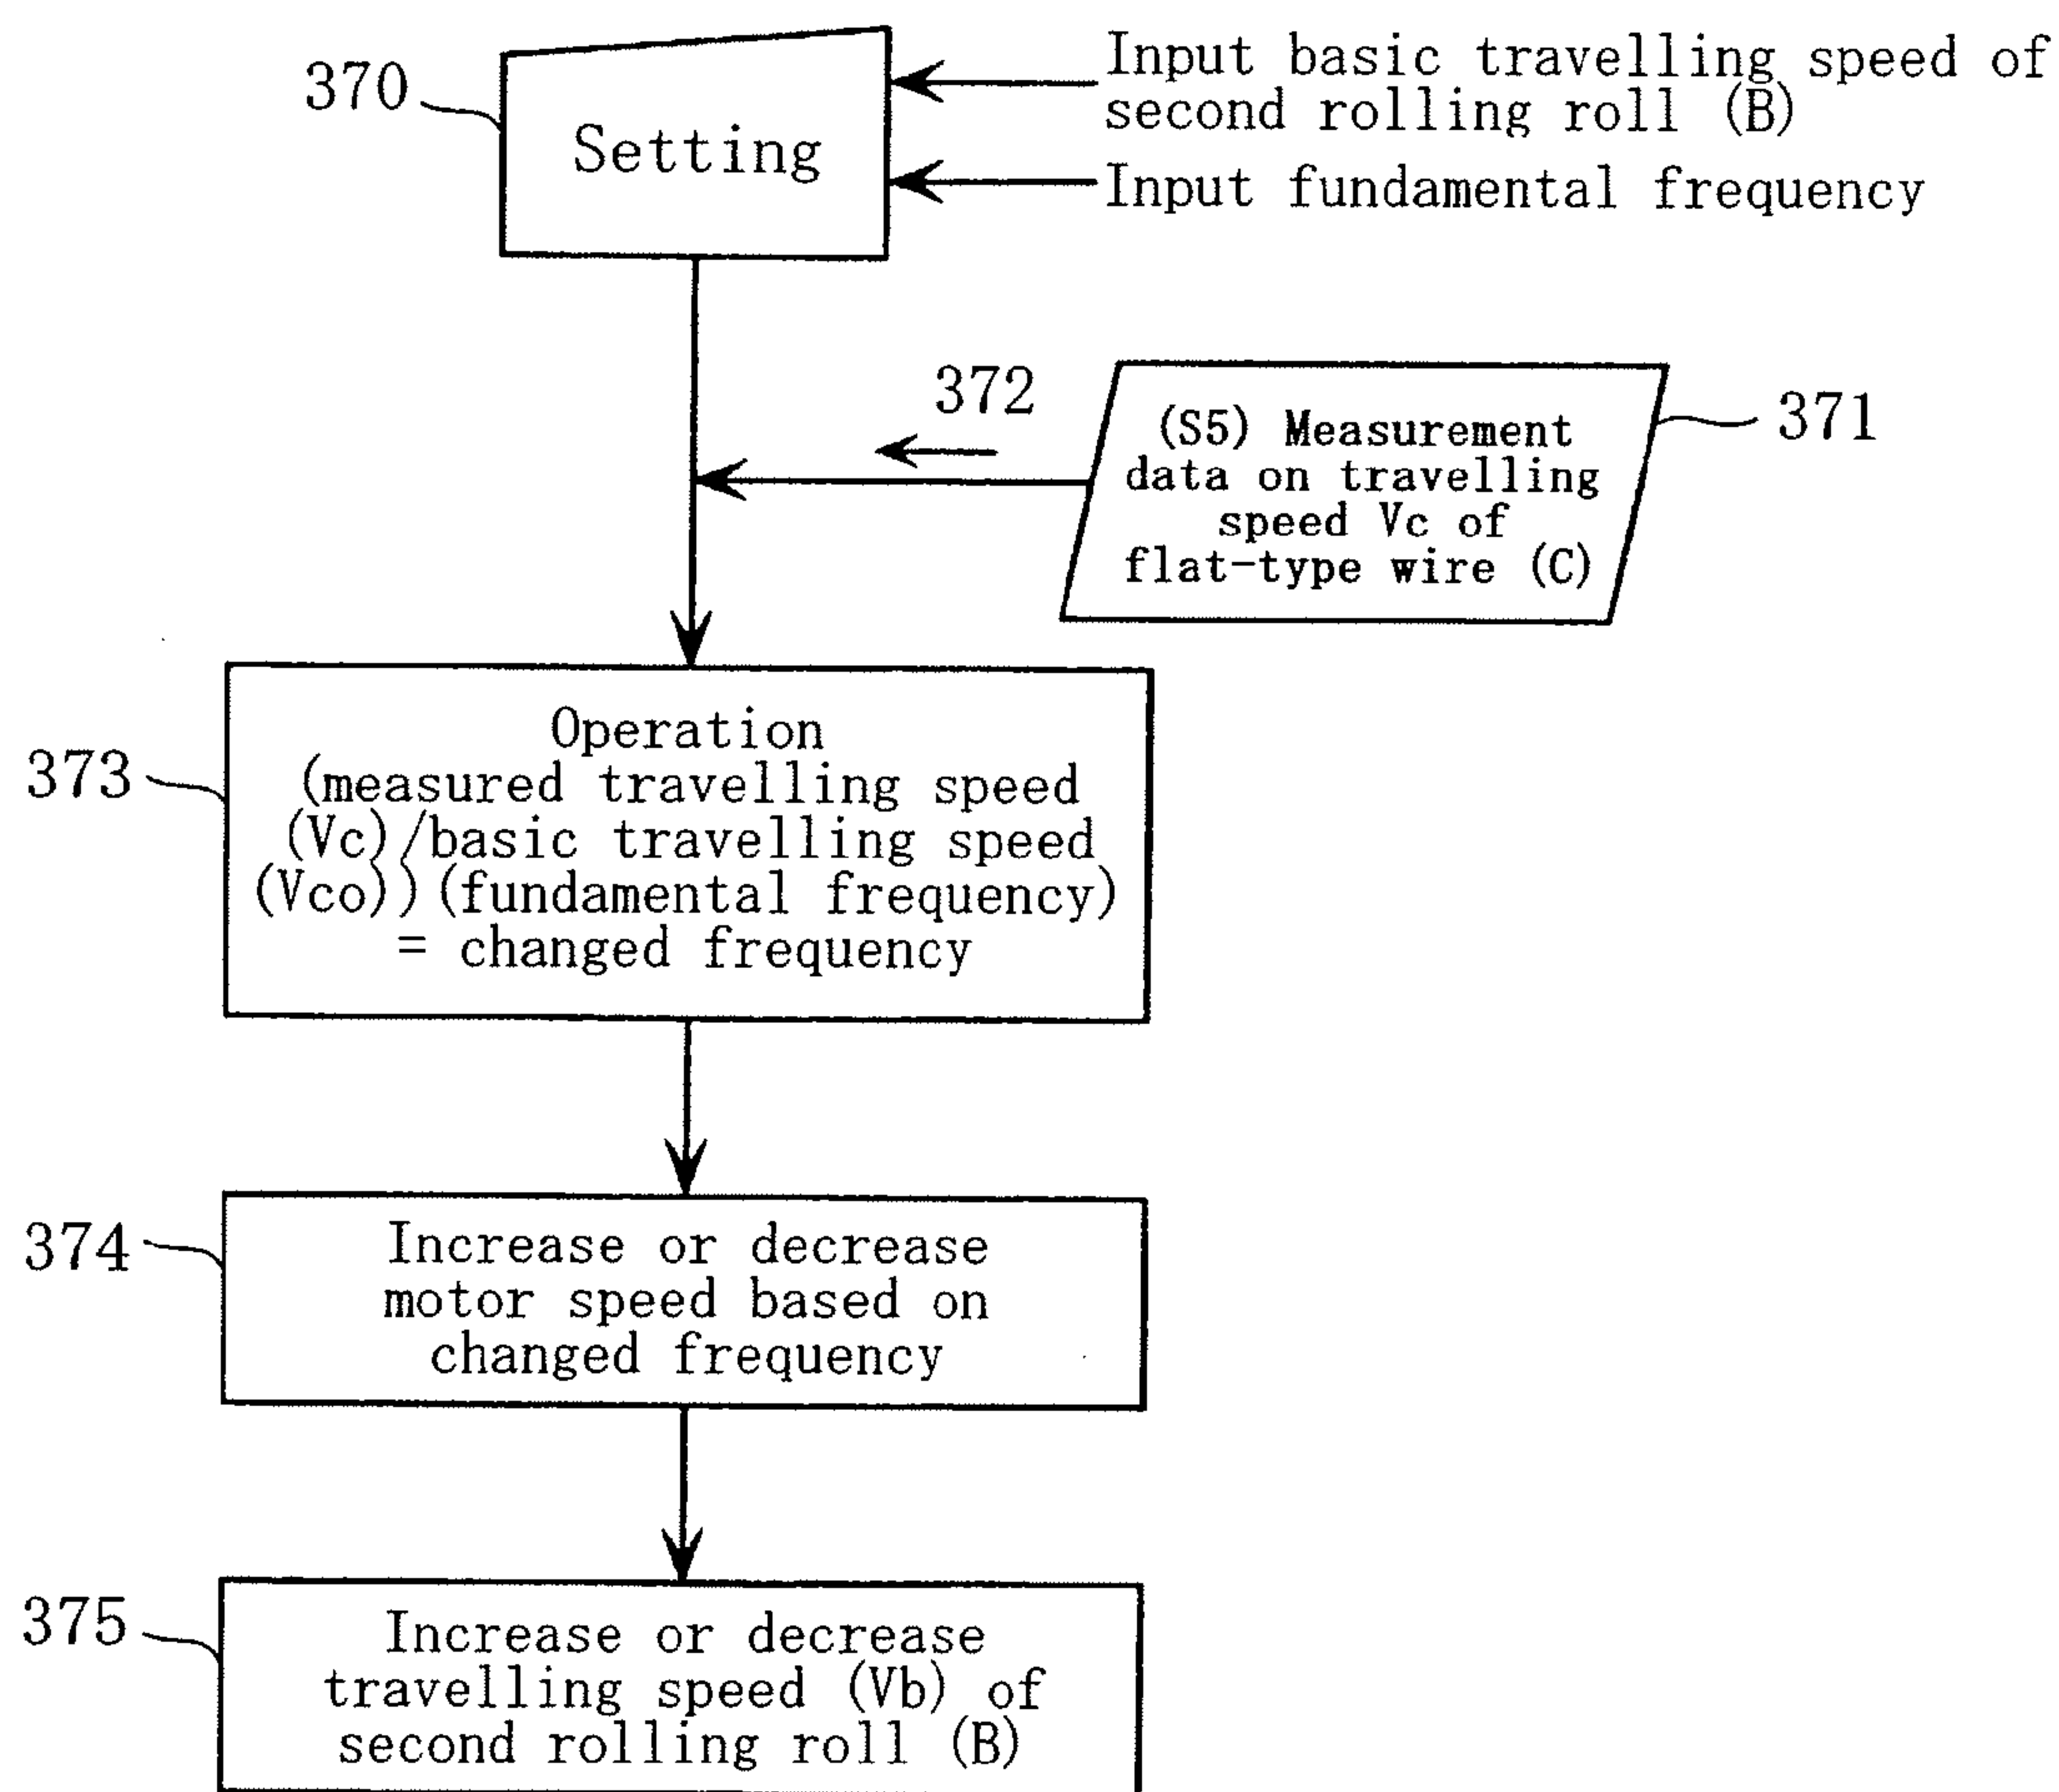 370
Setting
Input basic travelling speed of
second rolling roll (B)
Input fundamental frequency
372
(S5) Measurement
data on travelling
speed Vc of
flat-type wire (C)
371
373
Operation
(measured travelling speed
(Vc)/basic travelling speed
(Vco))(fundamental frequency)
= changed frequency
374
Increase or decrease
motor speed based on
changed frequency
375
Increase or decrease
travelling speed (Vb) of
second rolling roll (B)